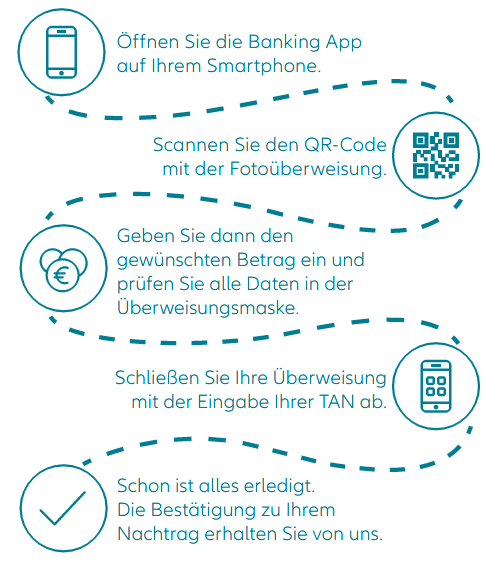 Öffnen Sie die Banking App
auf Ihrem Smartphone.
Scannen Sie den QR-Code
mit der Fotoüberweisung.
Geben Sie dann den
gewünschten Betrag ein und
prüfen Sie alle Daten in der
Überweisungsmaske.
Schließen Sie Ihre Überweisung
mit der Eingabe Ihrer TAN ab.
Schon ist alles erledigt.
Die Bestätigung zu Ihrem
Nachtrag erhalten Sie von uns.